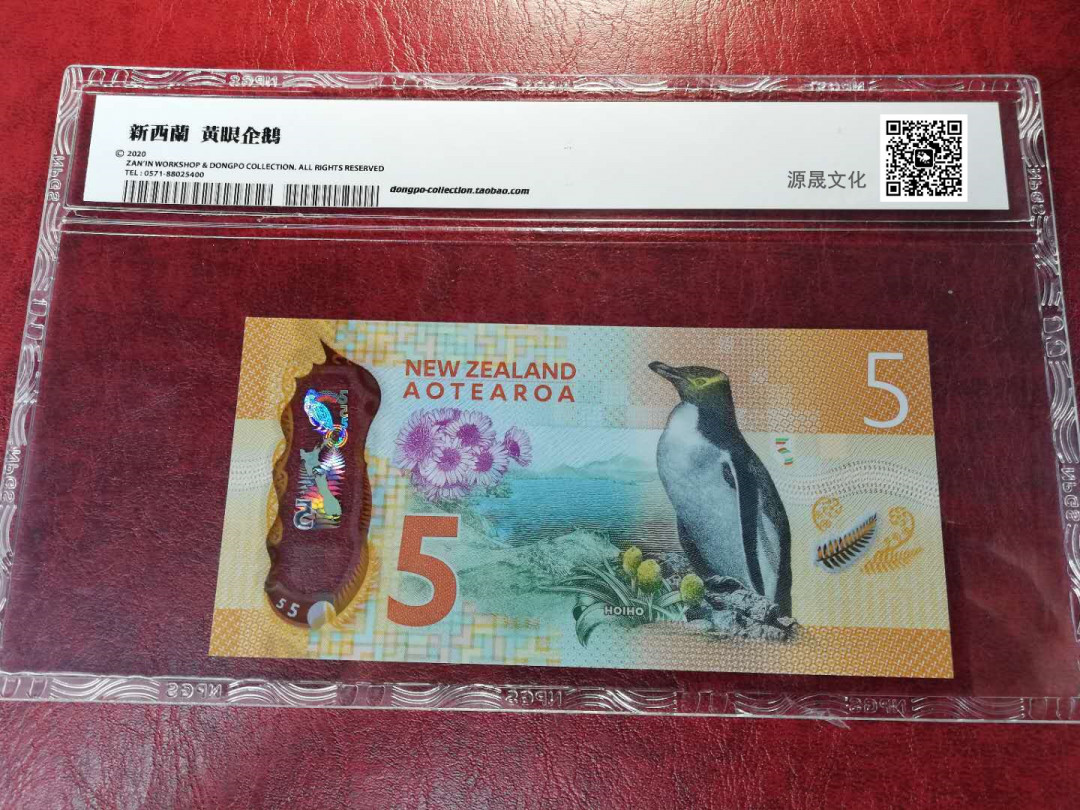 新西蘭 黃眼企鵝
© 2020
ZAN'IN WORKSHOP & DONGPO COLLECTION. ALL RIGHTS RESERVED
TEL : 0571-88025400
dongpo-collection.taobao.com
源晟文化
NEW ZEALAND
AOTEAROA
5
5
HOIHO
5 5